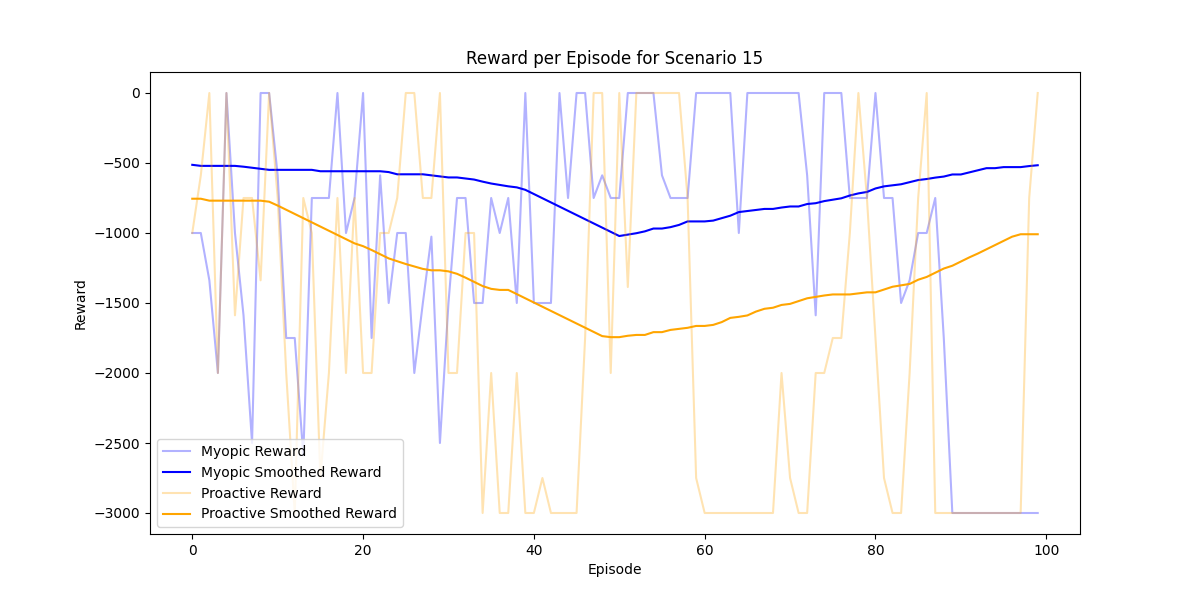 Reward per Episode for Scenario 15
Reward
0
−500
−1000
−1500
−2000
−2500
−3000
Myopic Reward
Myopic Smoothed Reward
Proactive Reward
Proactive Smoothed Reward
0 20 40 60 80 100
Episode